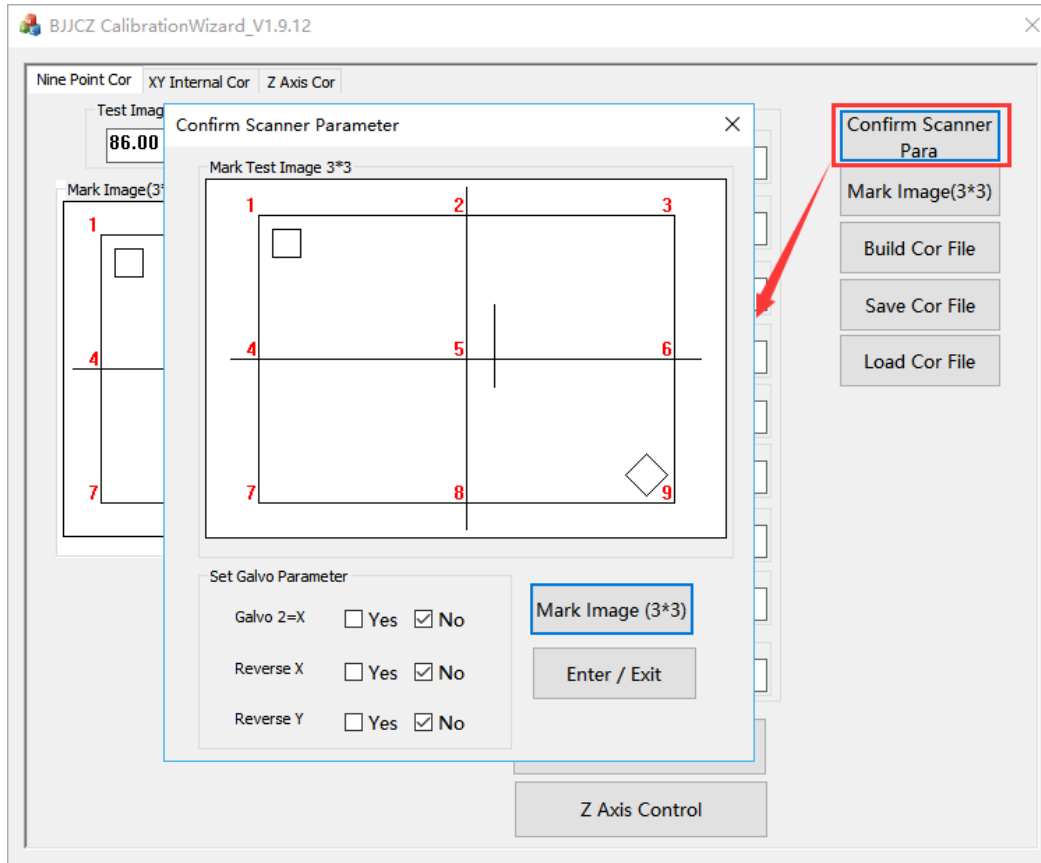 BJJCZ CalibrationWizard_V1.9.12
Nine Point Cor XY Internal Cor Z Axis Cor
Test Imag
86.00
Mark Image(3*
1
4
7
Confirm Scanner Parameter
Mark Test Image 3*3
1 2 3
4 5 6
7 8 9
Set Galvo Parameter
Galvo 2=X Yes No
Reverse X Yes No
Reverse Y Yes No
Mark Image (3*3)
Enter / Exit
Confirm Scanner
Para
Mark Image(3*3)
Build Cor File
Save Cor File
Load Cor File
Z Axis Control